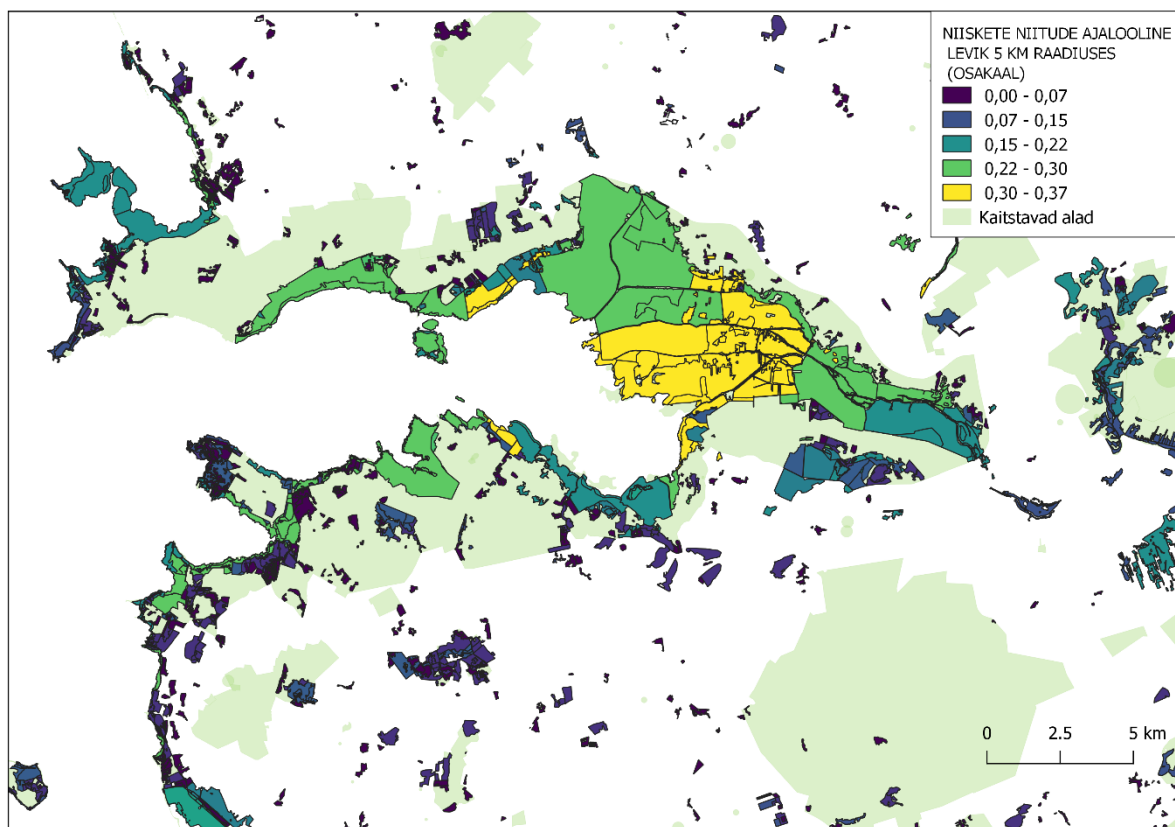 NIISKETE NIITUDE AJALOOLINE
LEVIK 5 KM RAADIUSES
(OSAKAAL)
0,00 - 0,07
0,07 - 0,15
0,15 - 0,22
0,22 - 0,30
0,30 - 0,37
Kaitstavad alad
0 2.5 5 km